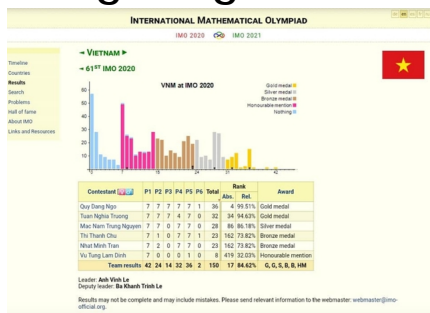 INTERNATIONAL MATHEMATICAL OLYMPIAD
IMO 2020 IMO 2021
Timeline
Countries
Results
Search
Problems
Hall of fame
About IMO
Links and Resources
◄ VIETNAM ►
◄ 61ST IMO 2020
VNM at IMO 2020
Gold medal
Silver medal
Bronze medal
Honourable mention
Nothing
60
50
40
30
20
10
Contestant P1 P2 P3 P4 P5 P6 Total Rank Award
Abs. Rel.
Quy Dang Ngo 7 7 7 7 7 1 36 4 99.51% Gold medal
Tuan Nghia Truong 7 7 7 4 7 0 32 34 94.63% Gold medal
Mac Nam Trung Nguyen 7 7 0 7 7 0 28 86 86.18% Silver medal
Thi Thanh Chu 7 1 0 7 7 1 23 162 73.82% Bronze medal
Nhat Minh Tran 7 2 0 7 7 0 23 162 73.82% Bronze medal
Vu Tung Lam Dinh 7 0 0 0 1 0 8 419 32.03% Honourable mention
Team results 42 24 14 32 36 2 150 17 84.62% G, G, S, B, B, HM
Leader: Anh Vinh Le
Deputy leader: Ba Khanh Trinh Le
Results may not be complete and may include mistakes. Please send relevant information to the webmaster: webmaster@imo-
official.org.